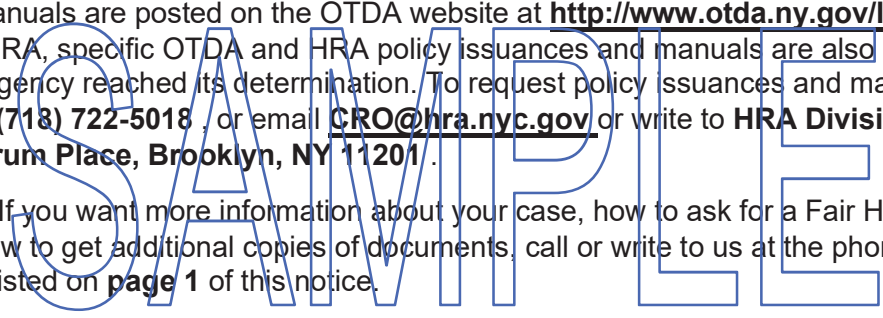 anuals are posted on the OTDA website at http://www.otda.ny.gov/l
RA, specific OTDA and HRA policy issuances and manuals are also
gency reached its determination. To request policy issuances and ma
(718) 722-5018 , or email CRO@hra.nyc.gov or write to HRA Divisi
rum Place, Brooklyn, NY 11201 .
If you want more information about your case, how to ask for a Fair H
w to get additional copies of documents, call or write to us at the phon
isted on page 1 of this notice.
SAMPLE